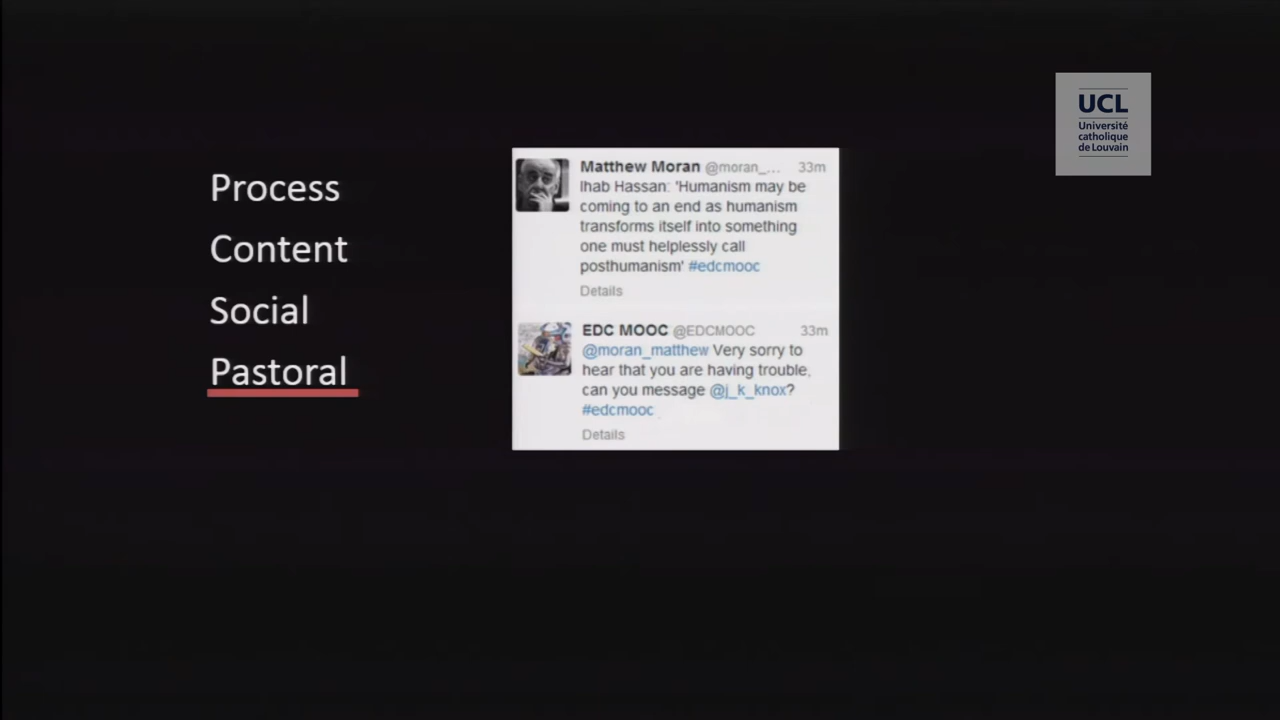 UCL
Université
catholique
de Louvain
Process
Content
Social
Pastoral
Matthew Moran @moran_... 33m
Ihab Hassan: 'Humanism may be
coming to an end as humanism
transforms itself into something
one must helplessly call
posthumanism' #edcmooc
Details
EDC MOOC @EDCMOOC 33m
@moran_matthew Very sorry to
hear that you are having trouble,
can you message @j_k_knox?
#edcmooc
Details